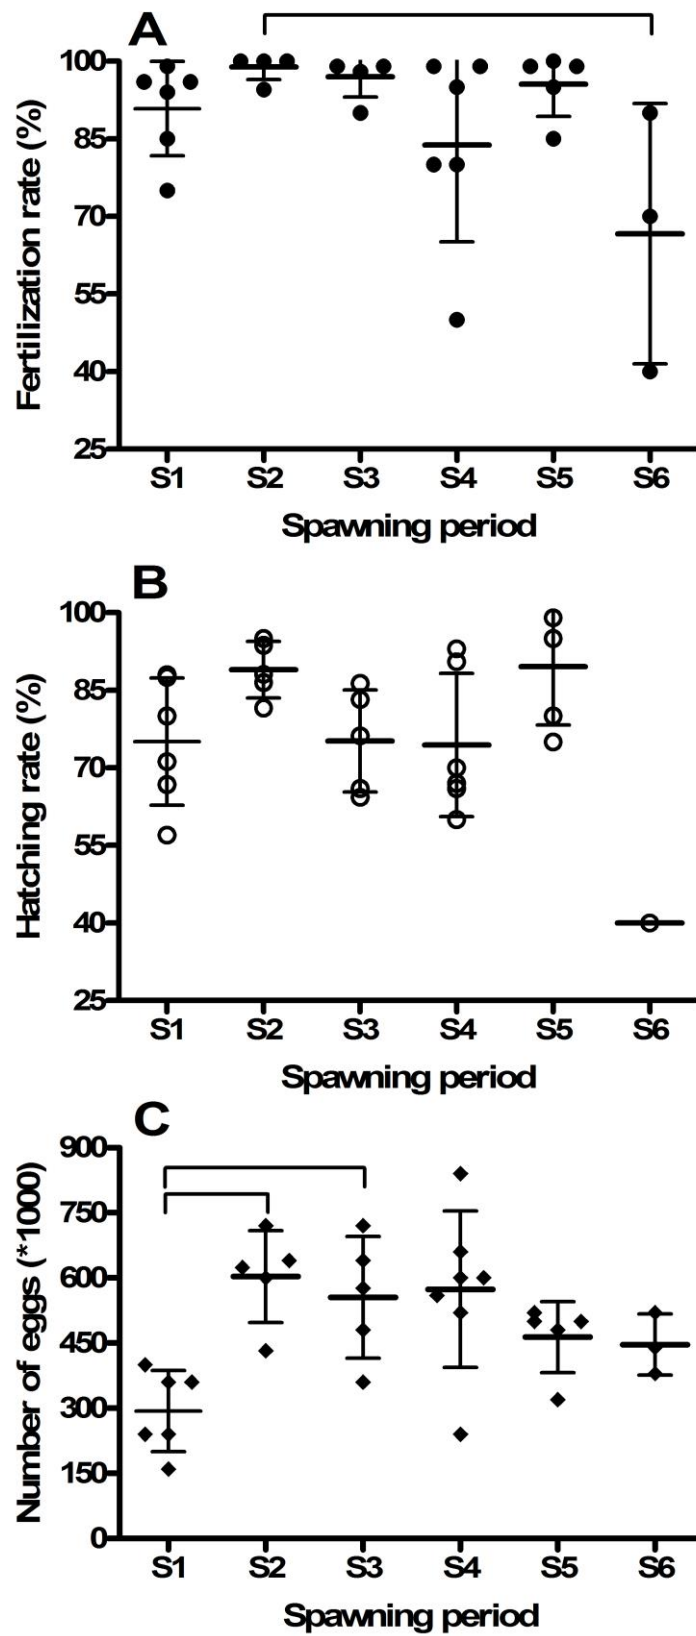 A
Fertilization rate (%)
100
85
70
55
40
25
S1 S2 S3 S4 S5 S6
Spawning period
B
Hatching rate (%)
100
85
70
55
40
25
S1 S2 S3 S4 S5 S6
Spawning period
C
Number of eggs (*1000)
900
750
600
450
300
150
0
S1 S2 S3 S4 S5 S6
Spawning period